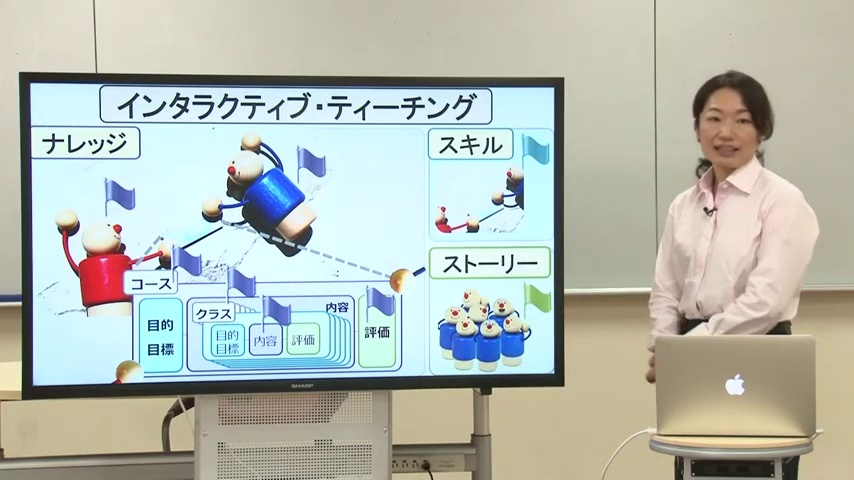 インタラクティブ・ティーチング
ナレッジ
スキル
ストーリー
コース
目的
目標
クラス
目的
目標
内容
評価
内容
評価
SHARP